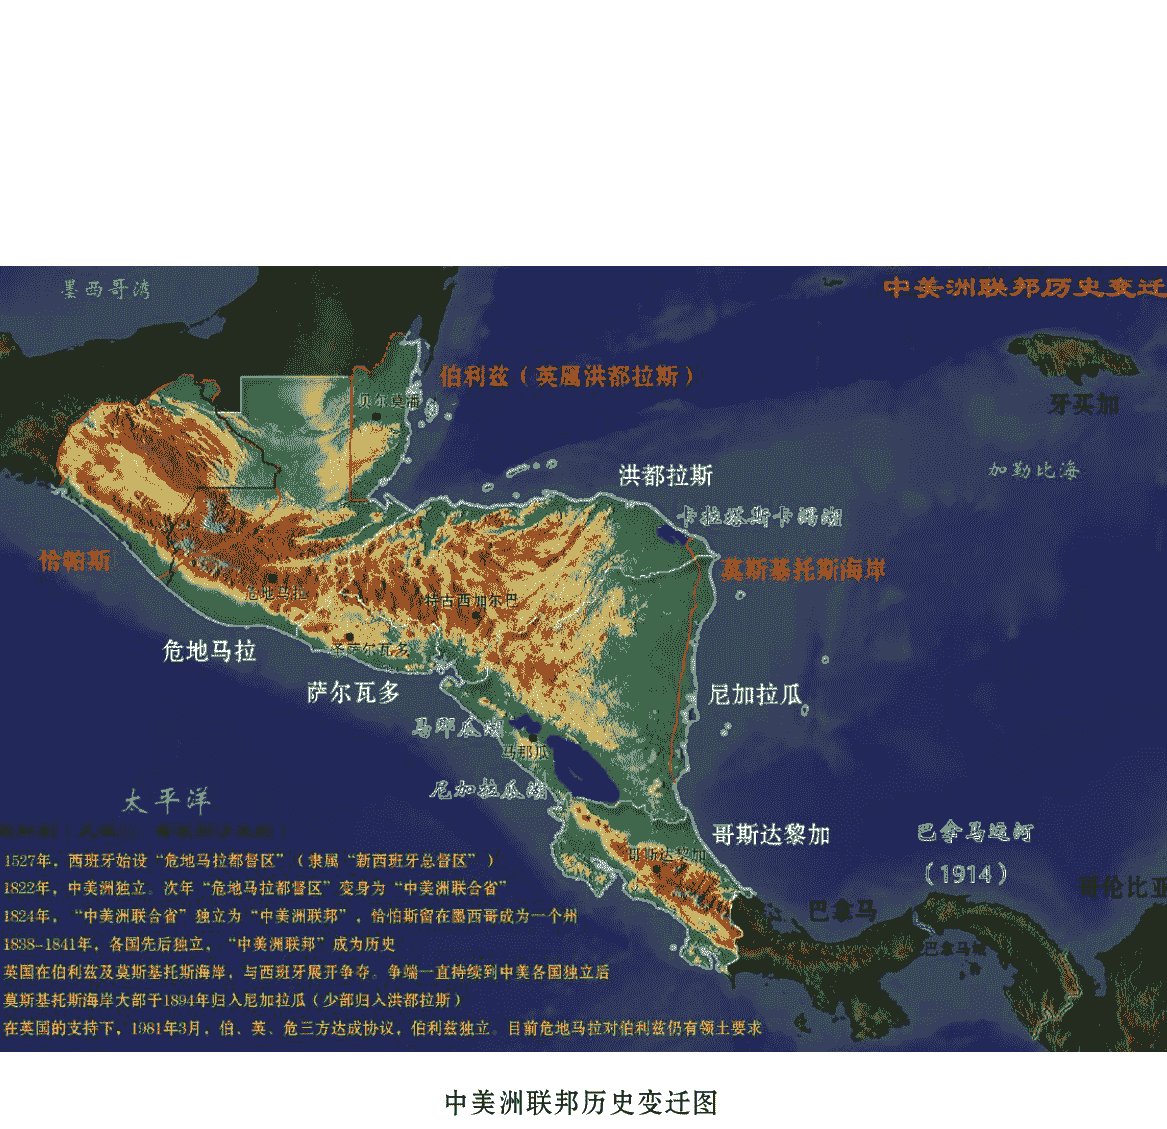 墨西哥湾
中美洲联邦历史变迁
伯利兹（英属洪都拉斯）
贝尔莫潘
牙买加
加勒比海
洪都拉斯
卡拉塔斯卡潟湖
恰帕斯
莫斯基托斯海岸
危地马拉
特古西加尔巴
圣萨尔瓦多
危地马拉
萨尔瓦多
尼加拉瓜
马那瓜湖
马那瓜
尼加拉瓜湖
太平洋
哥斯达黎加
巴拿马运河
（1914）
哥斯达黎加
哥伦比亚
巴拿马
巴拿马城
1527年，西班牙始设“危地马拉都督区”（隶属“新西班牙总督区”）
1822年，中美洲独立。次年“危地马拉都督区”变身为“中美洲联合省”
1824年，“中美洲联合省”独立为“中美洲联邦”，恰帕斯留在墨西哥成为一个州
1838-1841年，各国先后独立，“中美洲联邦”成为历史
英国在伯利兹及莫斯基托斯海岸，与西班牙展开争夺。争端一直持续到中美各国独立后
莫斯基托斯海岸大部于1894年归入尼加拉瓜（少部归入洪都拉斯）
在英国的支持下，1981年3月，伯、英、危三方达成协议，伯利兹独立。目前危地马拉对伯利兹仍有领土要求
中美洲联邦历史变迁图